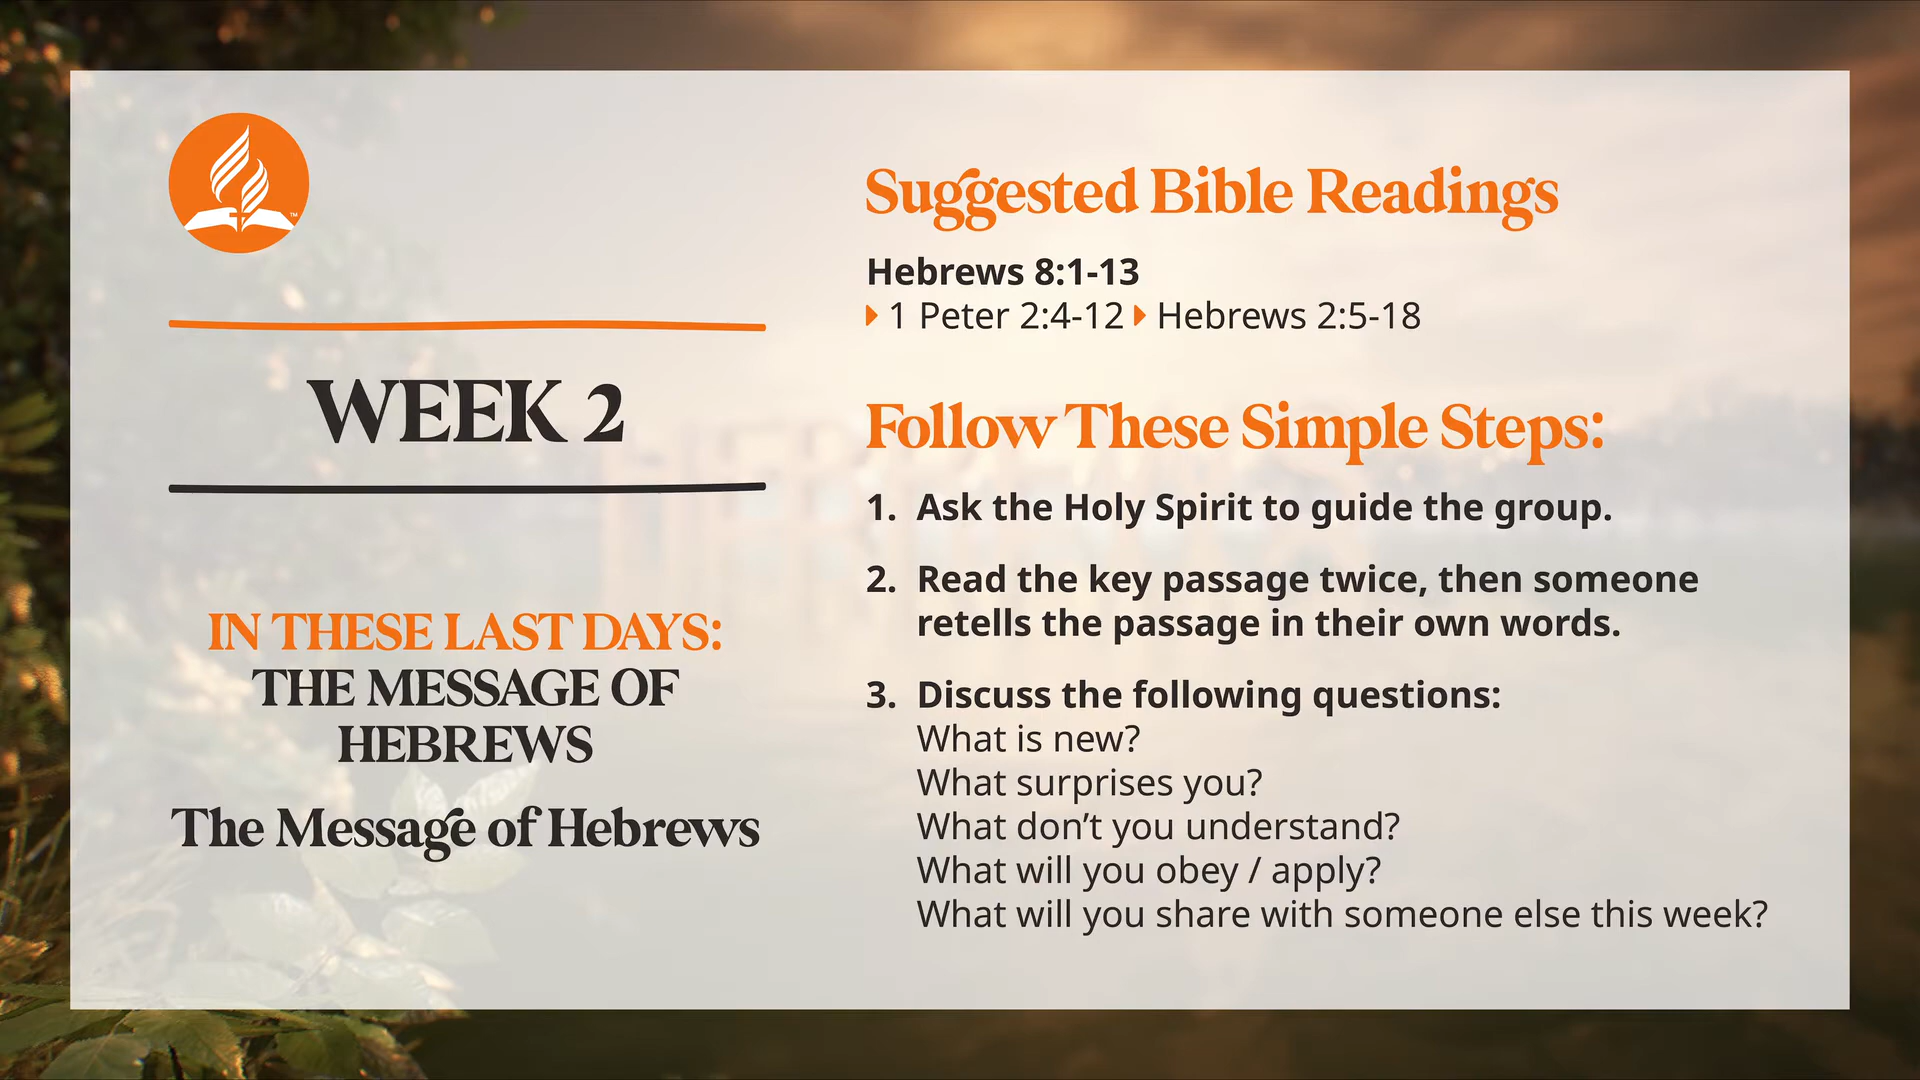 WEEK 2
IN THESE LAST DAYS:
THE MESSAGE OF
HEBREWS
The Message of Hebrews
Suggested Bible Readings
Hebrews 8:1-13
1 Peter 2:4-12 Hebrews 2:5-18
Follow These Simple Steps:
1. Ask the Holy Spirit to guide the group.
2. Read the key passage twice, then someone
retells the passage in their own words.
3. Discuss the following questions:
What is new?
What surprises you?
What don’t you understand?
What will you obey / apply?
What will you share with someone else this week?